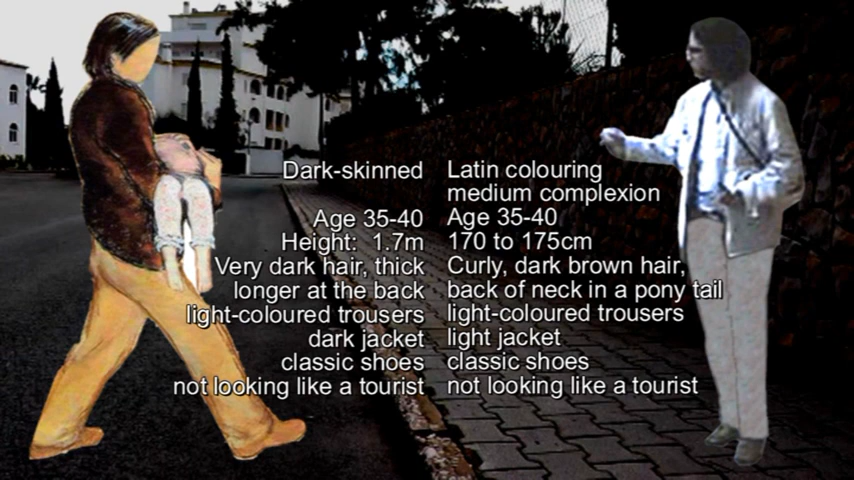 Dark-skinned
Age 35-40
Height: 1.7m
Very dark hair, thick
longer at the back
light-coloured trousers
dark jacket
classic shoes
not looking like a tourist
Latin colouring
medium complexion
Age 35-40
170 to 175cm
Curly, dark brown hair,
back of neck in a pony tail
light-coloured trousers
light jacket
classic shoes
not looking like a tourist